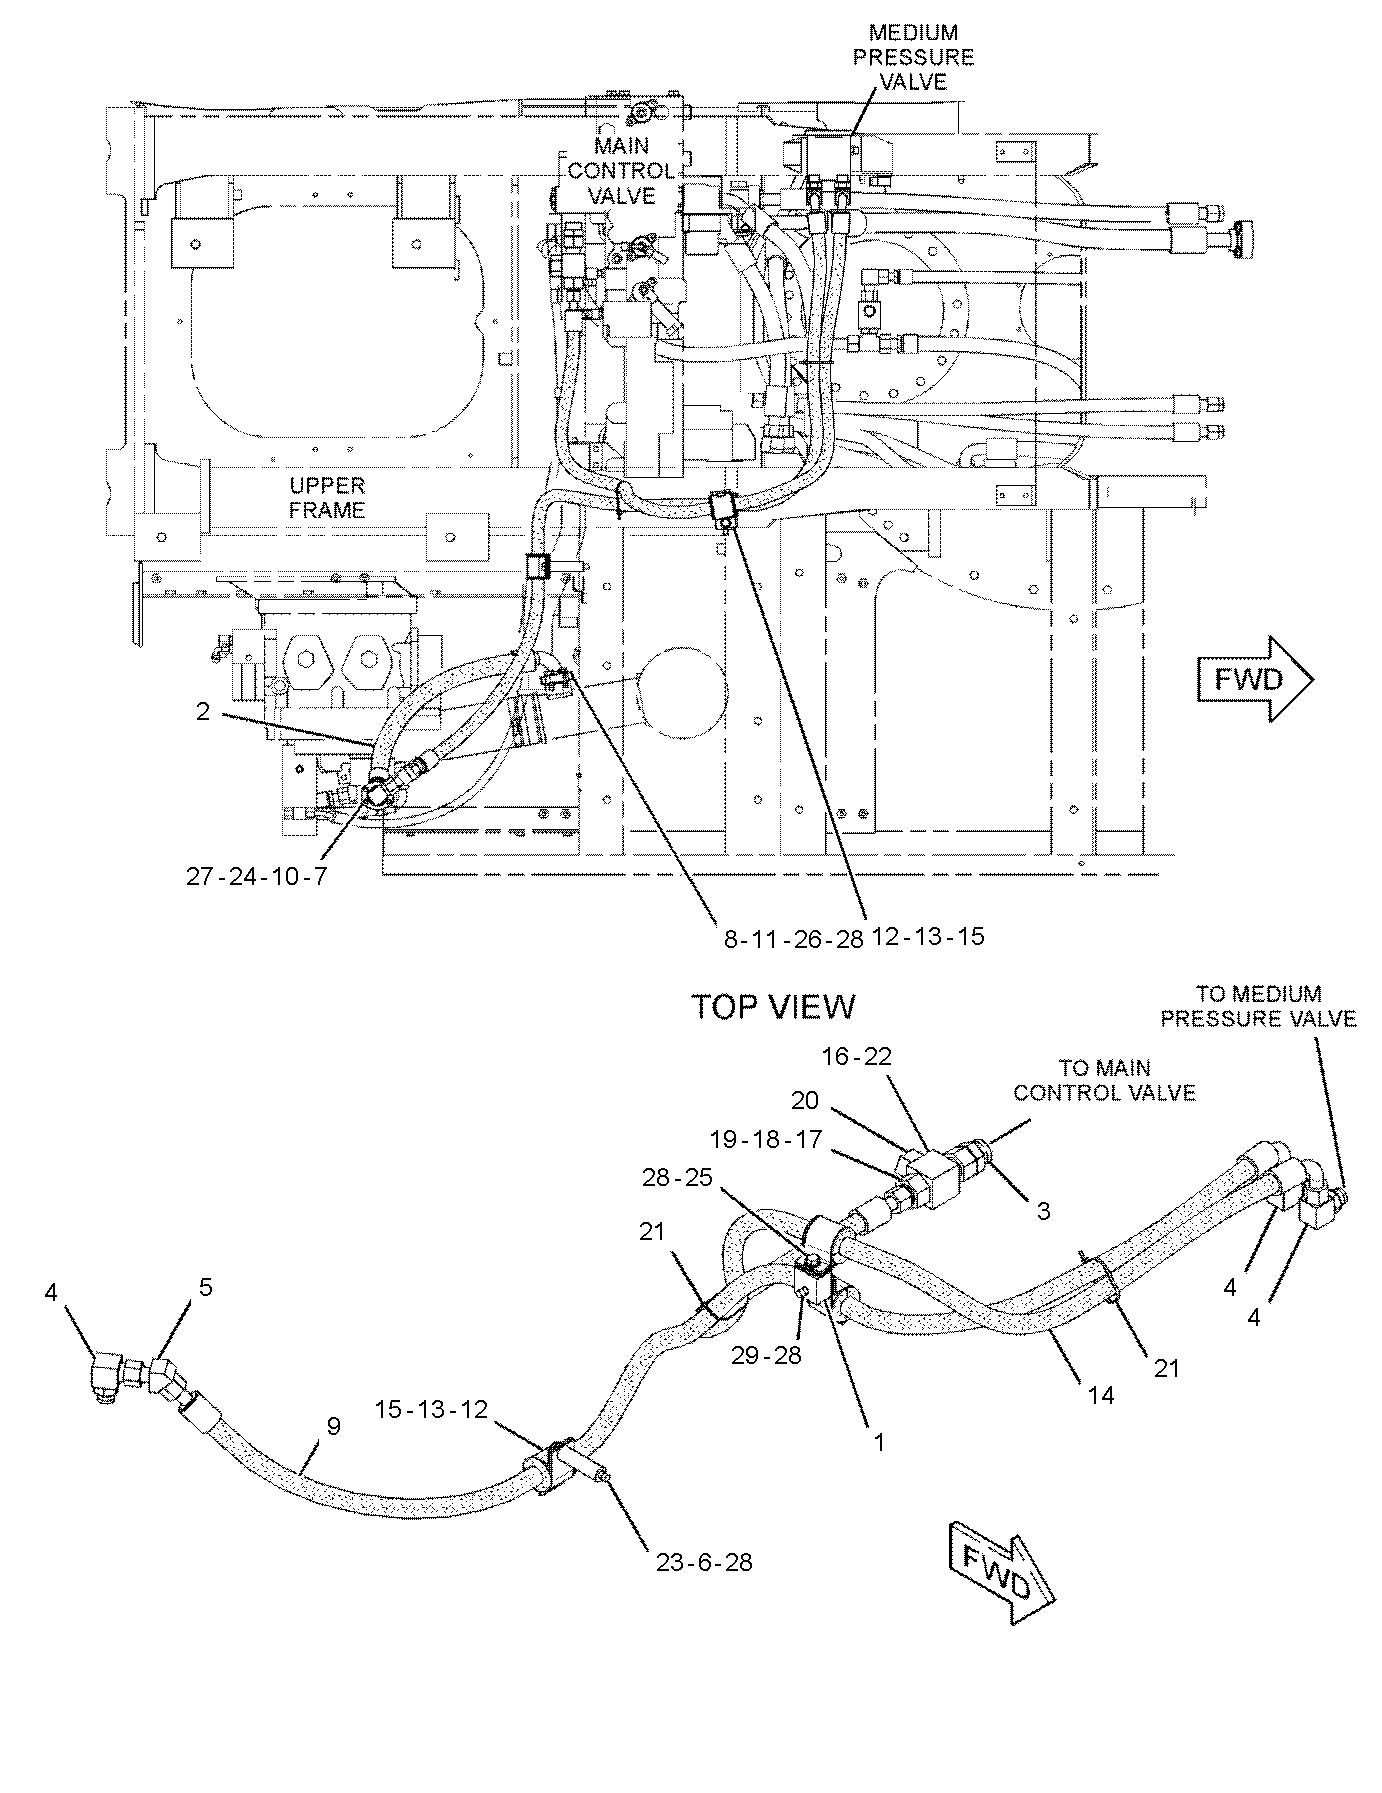 MEDIUM
PRESSURE
VALVE
MAIN
CONTROL
VALVE
UPPER
FRAME
FWD
2
27-24-10-7
8-11-26-28
12-13-15
TOP VIEW
TO MEDIUM
PRESSURE VALVE
16-22
TO MAIN
CONTROL VALVE
20
19-18-17
28-25
3
21
4
5
4
4
29-28
21
14
15-13-12
9
1
23-6-28
FWD